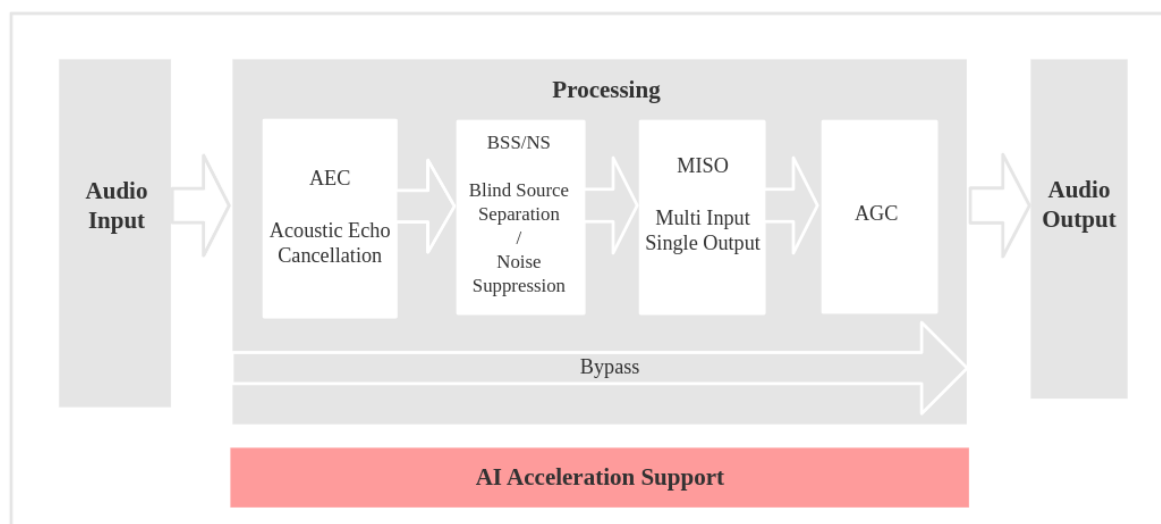 Audio
Input
Processing
AEC
Acoustic Echo
Cancellation
BSS/NS
Blind Source
Separation
/
Noise
Suppression
MISO
Multi Input
Single Output
AGC
Bypass
Audio
Output
AI Acceleration Support